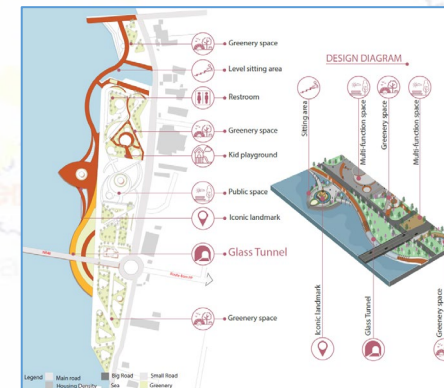 Greenery space
Level sitting area
Restroom
Greenery space
Kid playground
Public space
Iconic landmark
Glass Tunnel
Greenery space
Legend
Main road
Big Road
Small Road
Housing Density
Sea
Greenery
DESIGN DIAGRAM
Sitting area
Multi-function space
Greenery space
Multi-function space
Iconic landmark
Glass Tunnel
Greenery space